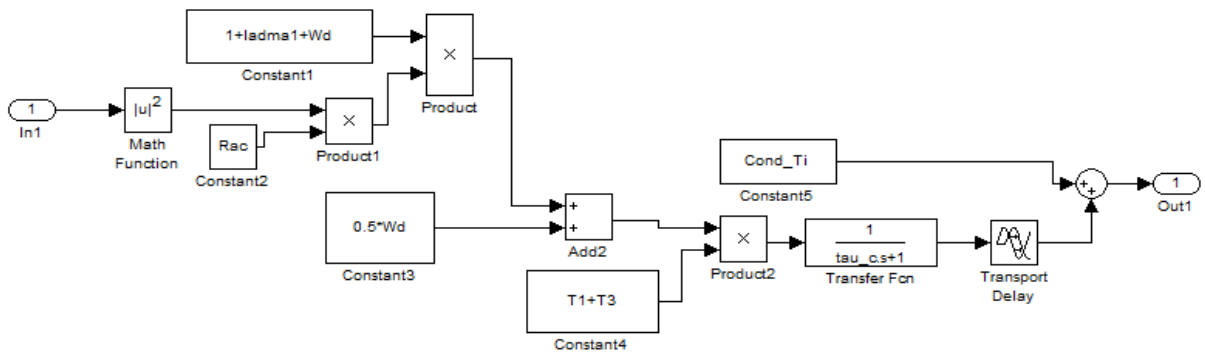 1+ladma1+Wd
Constant1
×
Product
1
In1
|u|²
Math
Function
Rac
Constant2
×
Product1
0.5*Wd
Constant3
+
+
Add2
T1+T3
Constant4
×
Product2
Cond_Ti
Constant5
1
tau_c.s+1
Transfer Fcn
Transport
Delay
+
+
1
Out1